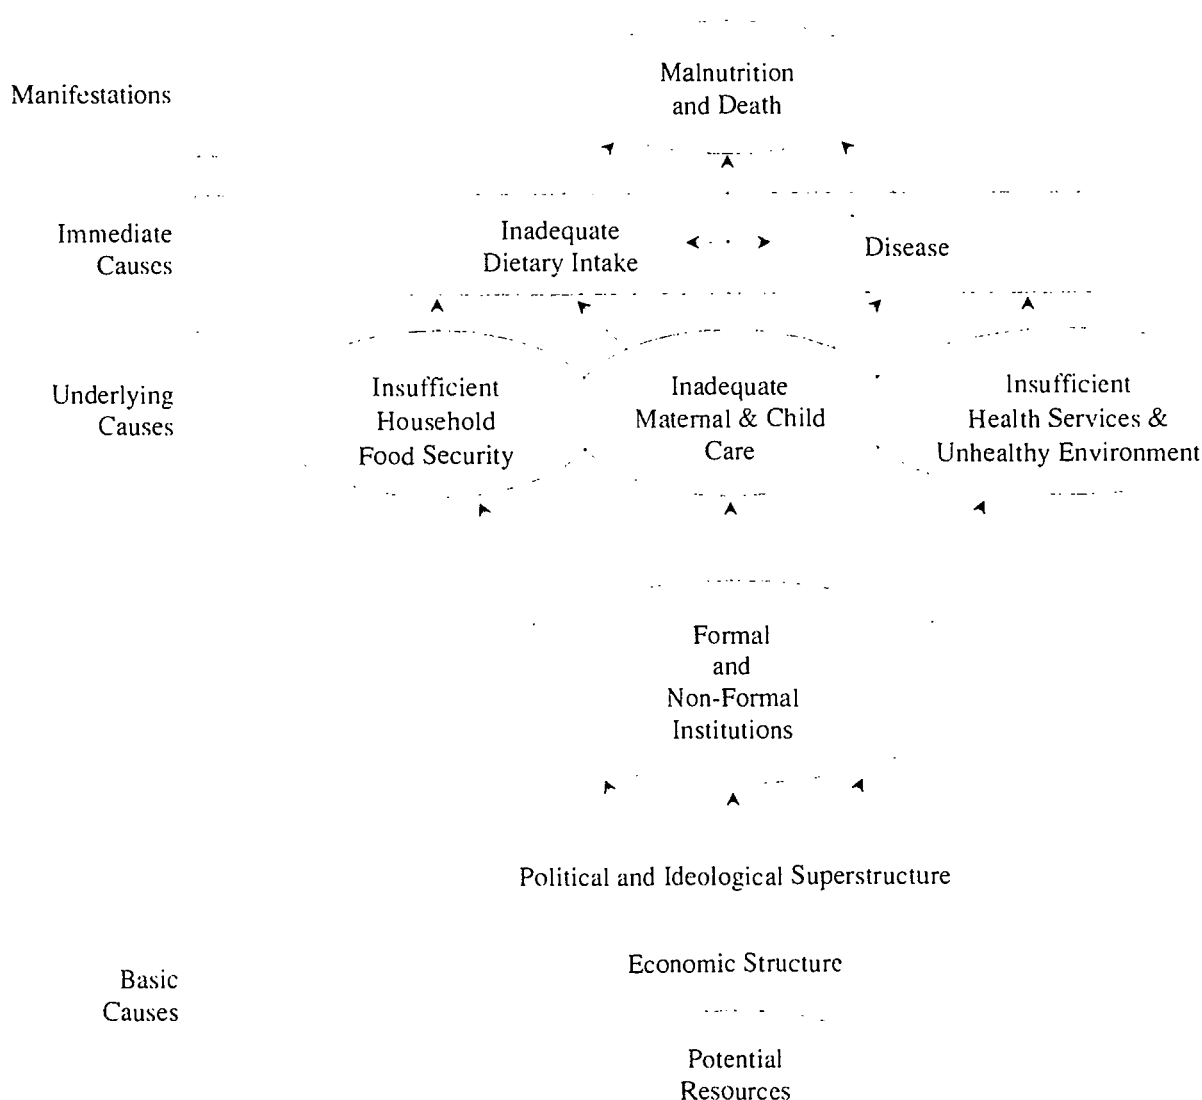 Malnutrition
and Death
Manifestations
Immediate
Causes
Inadequate
Dietary Intake
Disease
Underlying
Causes
Insufficient
Household
Food Security
Inadequate
Maternal & Child
Care
Insufficient
Health Services &
Unhealthy Environment
Formal
and
Non-Formal
Institutions
Political and Ideological Superstructure
Economic Structure
Basic
Causes
Potential
Resources